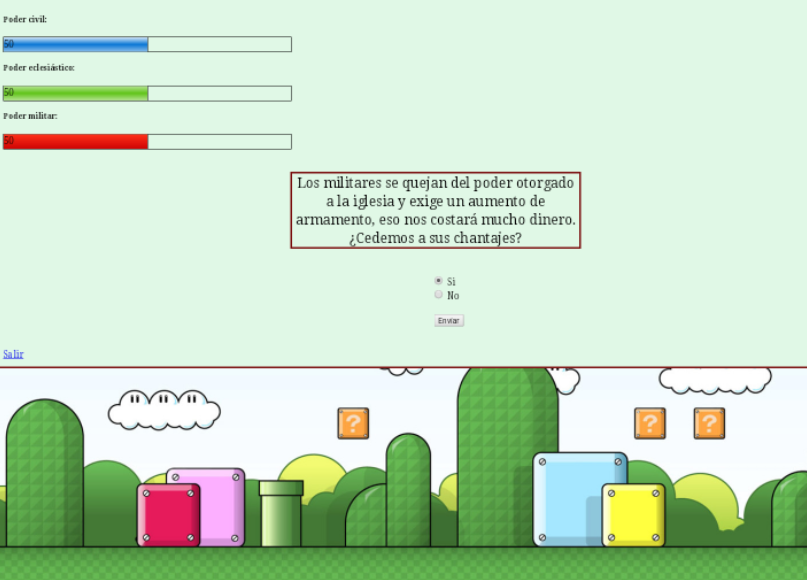 Poder civil:
50
Poder eclesiástico:
50
Poder militar:
50
Los militares se quejan del poder otorgado
a la iglesia y exige un aumento de
armamento, eso nos costará mucho dinero.
¿Cedemos a sus chantajes?
Si
No
Enviar
Salir
? ? ?